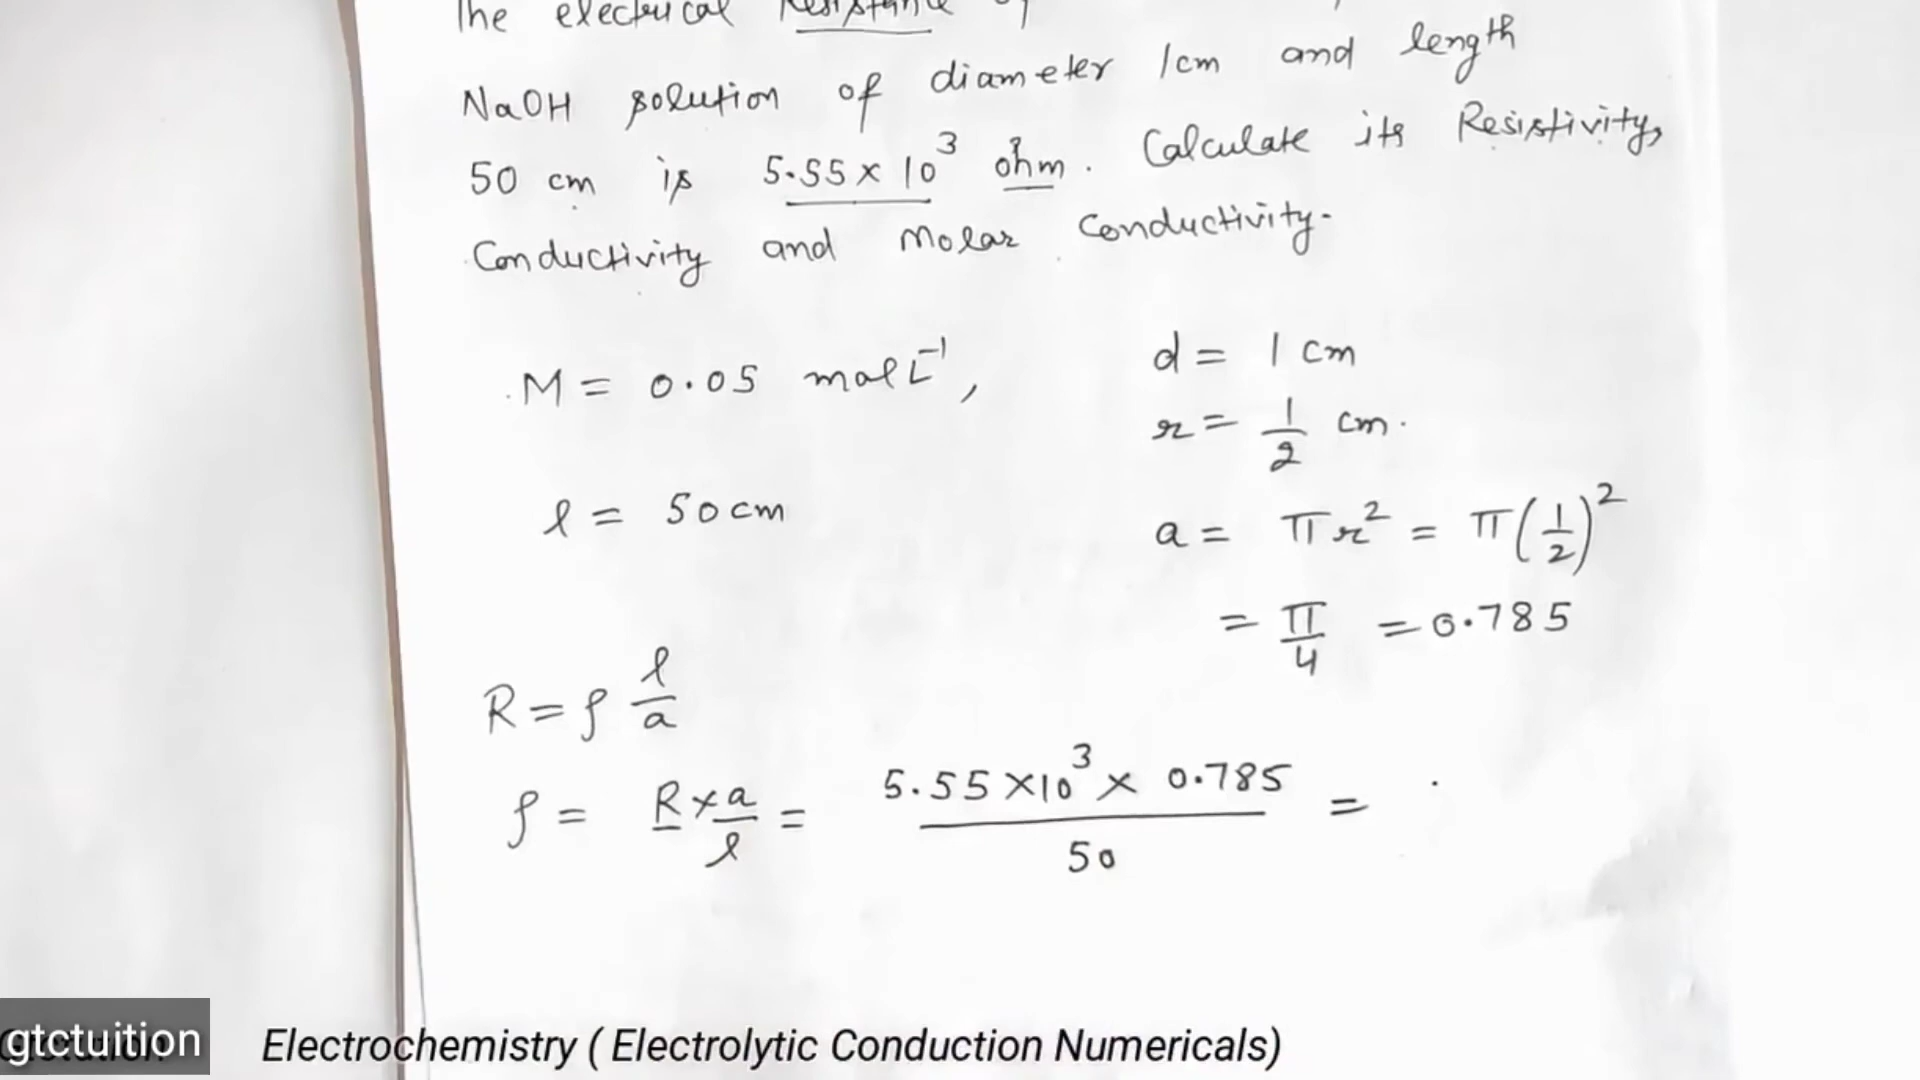 The electrical Resistance of
NaOH solution of diameter 1cm and length
50 cm is 5.55 x 10³ ohm. Calculate its Resistivity,
Conductivity and Molar Conductivity.
M = 0.05 mol L⁻¹,
l = 50cm
d = 1 cm
r = 1/2 cm.
a = πr² = π(1/2)²
= π/4 = 0.785
R = ρ l/a
ρ = R×a/l = 5.55 ×10³ × 0.785/50 =
gtctuition
Electrochemistry ( Electrolytic Conduction Numericals)